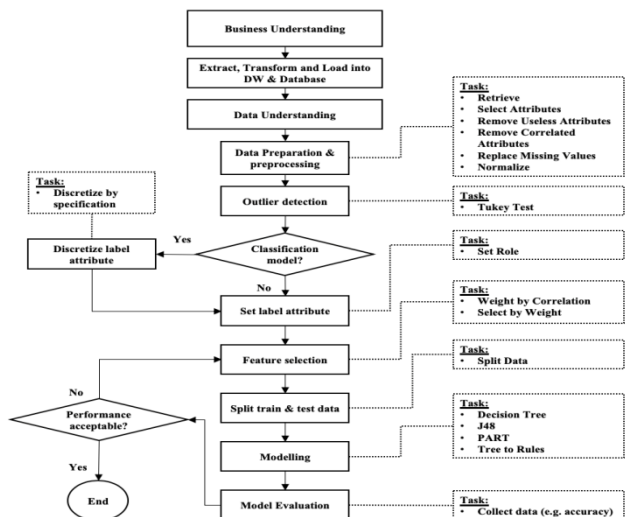 Business Understanding
Extract, Transform and Load into
DW & Database
Data Understanding
Data Preparation &
preprocessing
Task:
• Retrieve
• Select Attributes
• Remove Useless Attributes
• Remove Correlated
Attributes
• Replace Missing Values
• Normalize
Outlier detection
Task:
• Tukey Test
Task:
• Discretize by
specification
Discretize label
attribute
Yes
Classification
model?
No
Task:
• Set Role
Set label attribute
Task:
• Weight by Correlation
• Select by Weight
Feature selection
Task:
• Split Data
Split train & test data
No
Performance
acceptable?
Yes
End
Task:
• Decision Tree
• J48
• PART
• Tree to Rules
Modelling
Model Evaluation
Task:
• Collect data (e.g. accuracy)